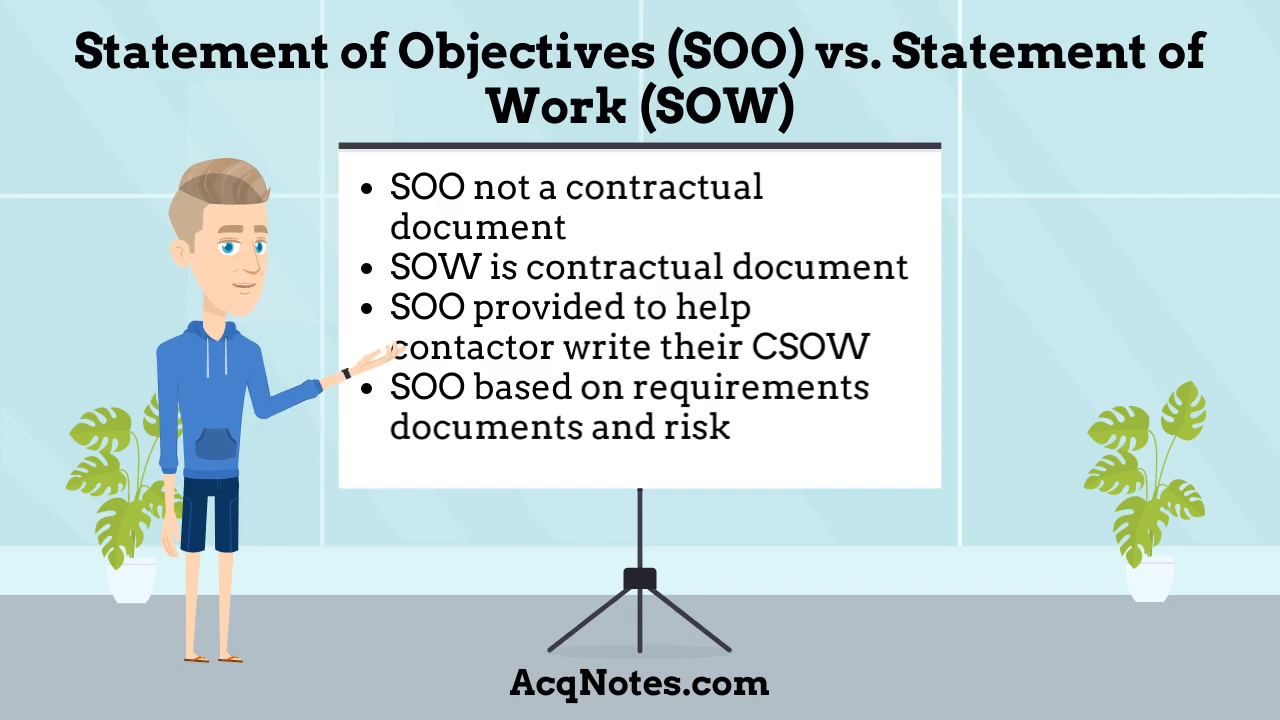 Statement of Objectives (SOO) vs. Statement of
Work (SOW)
• SOO not a contractual
document
• SOW is contractual document
• SOO provided to help
contactor write their CSOW
• SOO based on requirements
documents and risk
AcqNotes.com